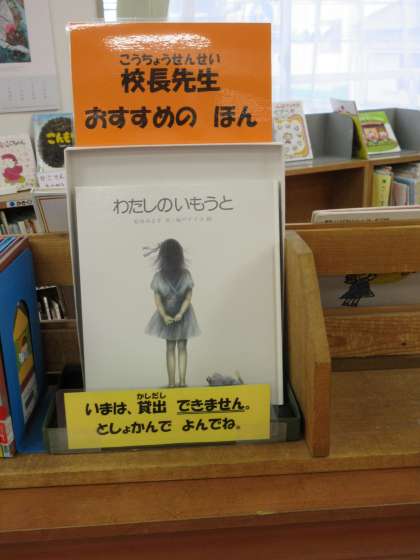 こうちょうせんせい
校長先生
おすすめの ほん
わたしのいもうと
かしだし
いまは、貸出 できません。
としょかんで よんでね。